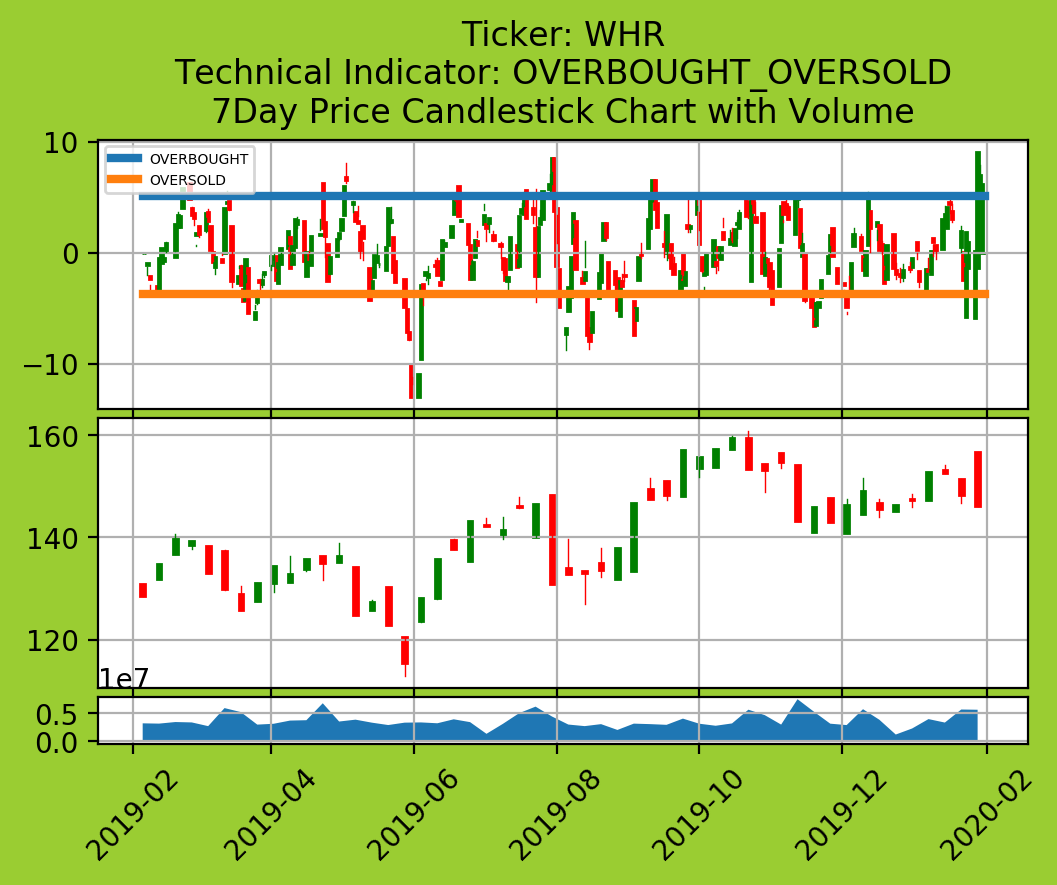 Ticker: WHR
Technical Indicator: OVERBOUGHT_OVERSOLD
7Day Price Candlestick Chart with Volume
10
OVERBOUGHT
OVERSOLD
0
−10
160
140
120
1e7
0.5
0.0
2019-02
2019-04
2019-06
2019-08
2019-10
2019-12
2020-02